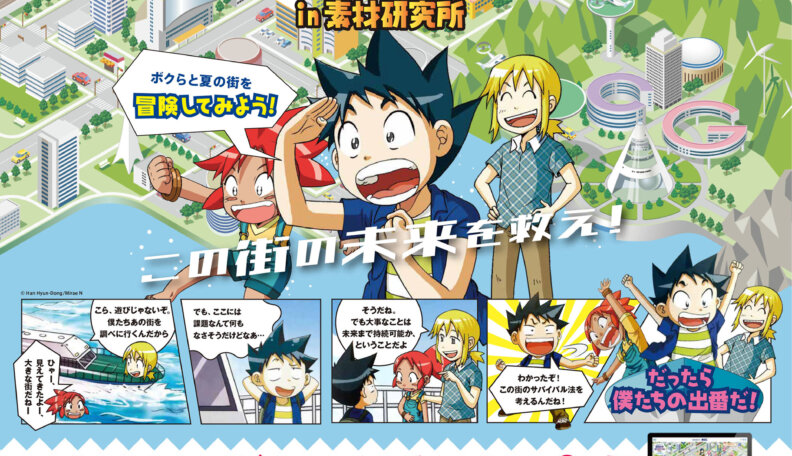 in素材研究所
ボクらと夏の街を
冒険してみよう!
CG
この街の未来を救え!
© Han Hyun-Dong/Mirae N
こら、遊びじゃないぞ。
僕たちあの街を
調べに行くんだから
ひゃー、
見えてきたよー、
大きな街だねー
でも、ここには
課題なんて何も
なさそうだけどなあ…
そうだね。
でも大事なことは
未来まで持続可能か、
ということだよ
わかったぞ!
この街のサバイバル法を
考えるんだね!
だったら
僕たちの出番だ!